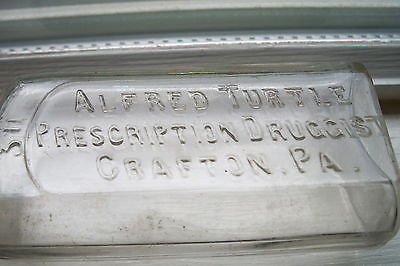 ALFRED TURTLE
PRESCRIPTION DRUGGIST
CRAFTON, PA.